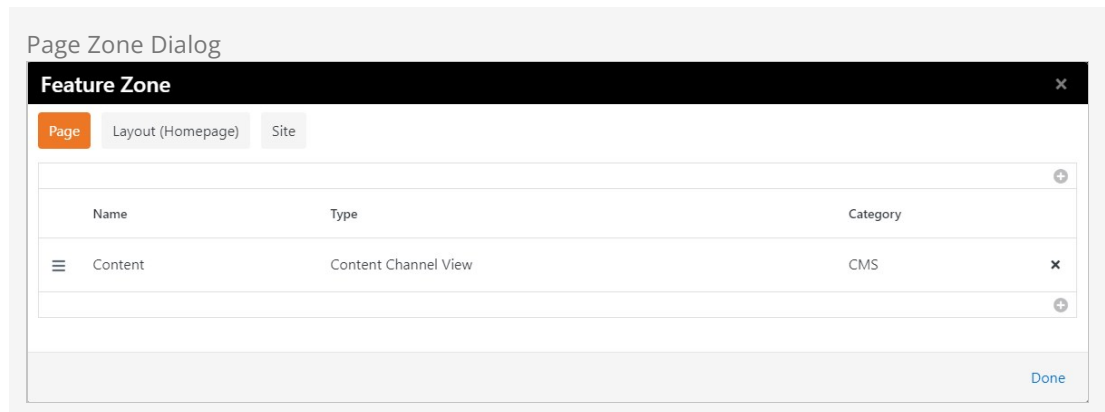 Page Zone Dialog
Feature Zone
Page Layout (Homepage) Site
Name Type Category
Content Content Channel View CMS
Done